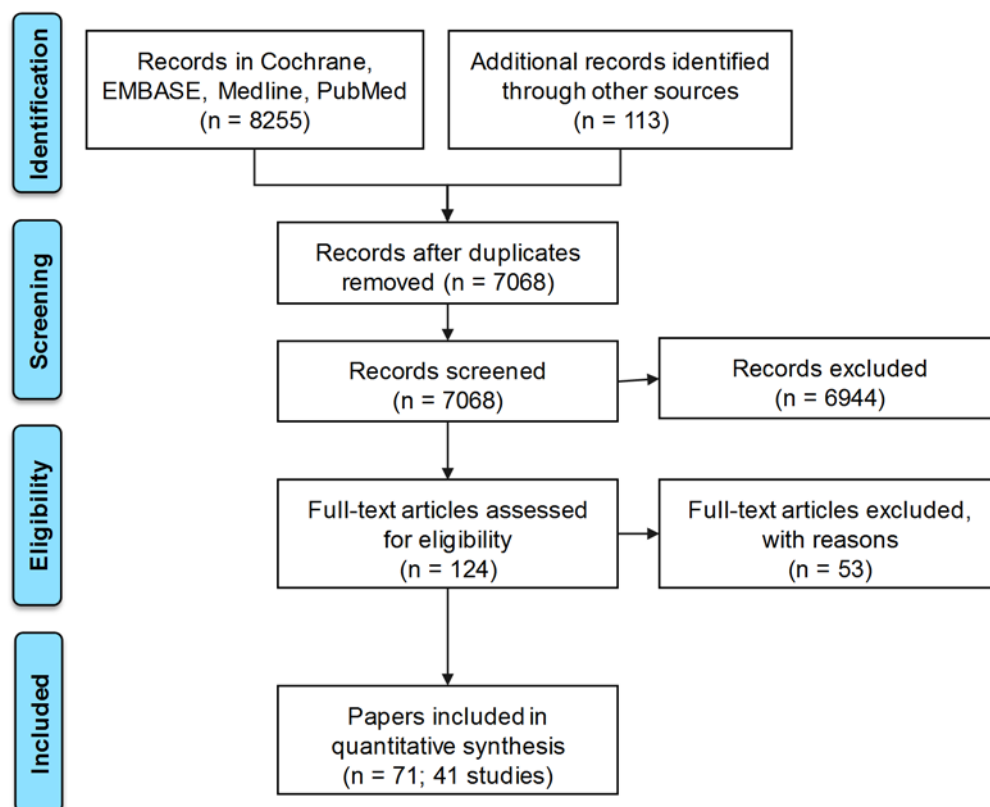 Identification
Records in Cochrane,
EMBASE, Medline, PubMed
(n = 8255)
Additional records identified
through other sources
(n = 113)
Screening
Records after duplicates
removed (n = 7068)
Records screened
(n = 7068)
Records excluded
(n = 6944)
Eligibility
Full-text articles assessed
for eligibility
(n = 124)
Full-text articles excluded,
with reasons
(n = 53)
Included
Papers included in
quantitative synthesis
(n = 71; 41 studies)